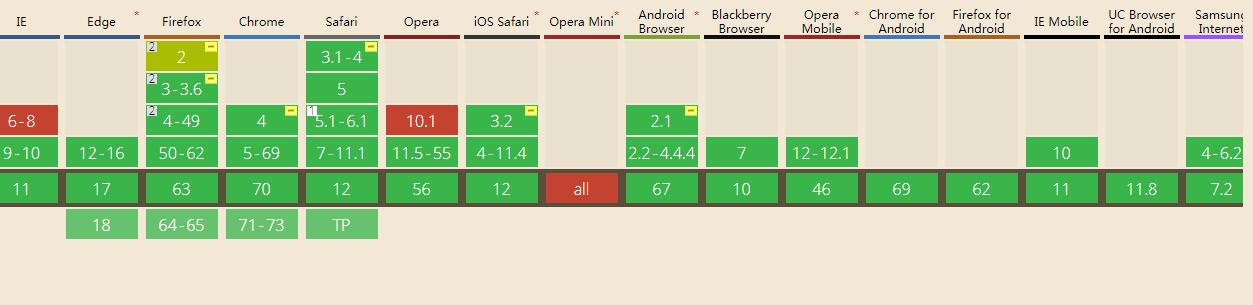 IE Edge * Firefox Chrome Safari Opera iOS Safari * Opera Mini * Android Browser * Blackberry Browser Opera Mobile * Chrome for Android Firefox for Android IE Mobile UC Browser for Android Samsung Internet
2 2 3.1-4
2 3-3.6 5
6-8 2 4-49 4 1 5.1-6.1 10.1 3.2 2.1
9-10 12-16 50-62 5-69 7-11.1 11.5-55 4-11.4 2.2-4.4.4 7 12-12.1 10 4-6.2
11 17 63 70 12 56 12 all 67 10 46 69 62 11 11.8 7.2
18 64-65 71-73 TP